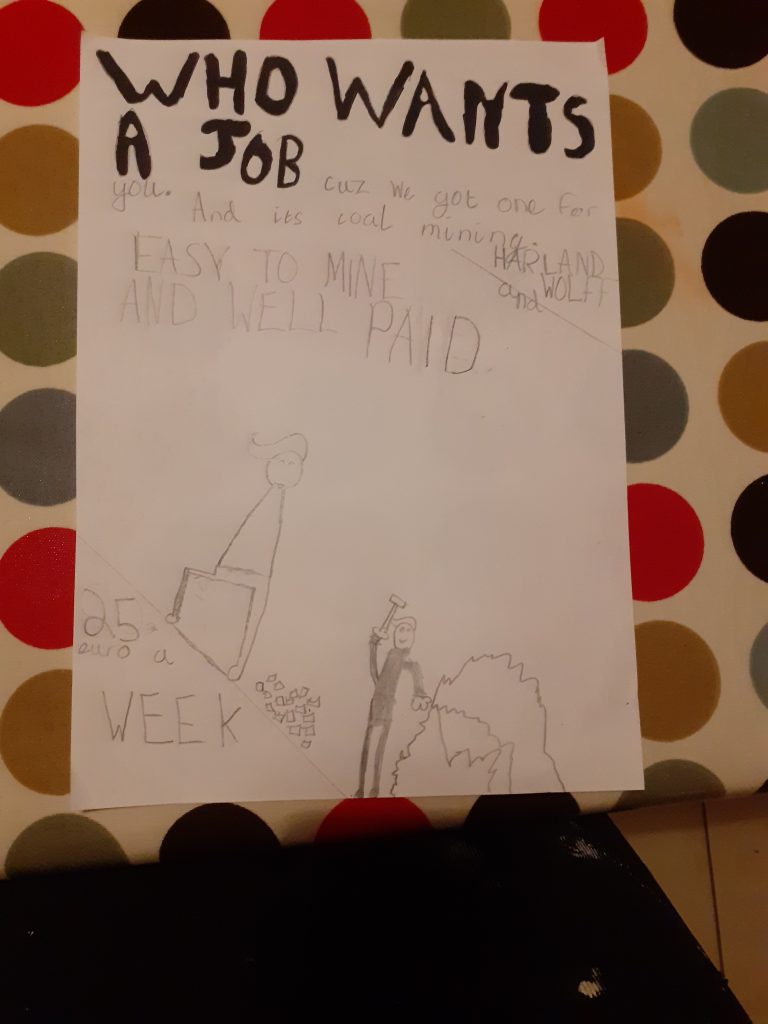 WHO WANTS
A JOB
cuz we got one for
you.
And its coal mining.
HARLAND
and WOLFF
EASY TO MINE
AND WELL PAID
25
euro a
WEEK